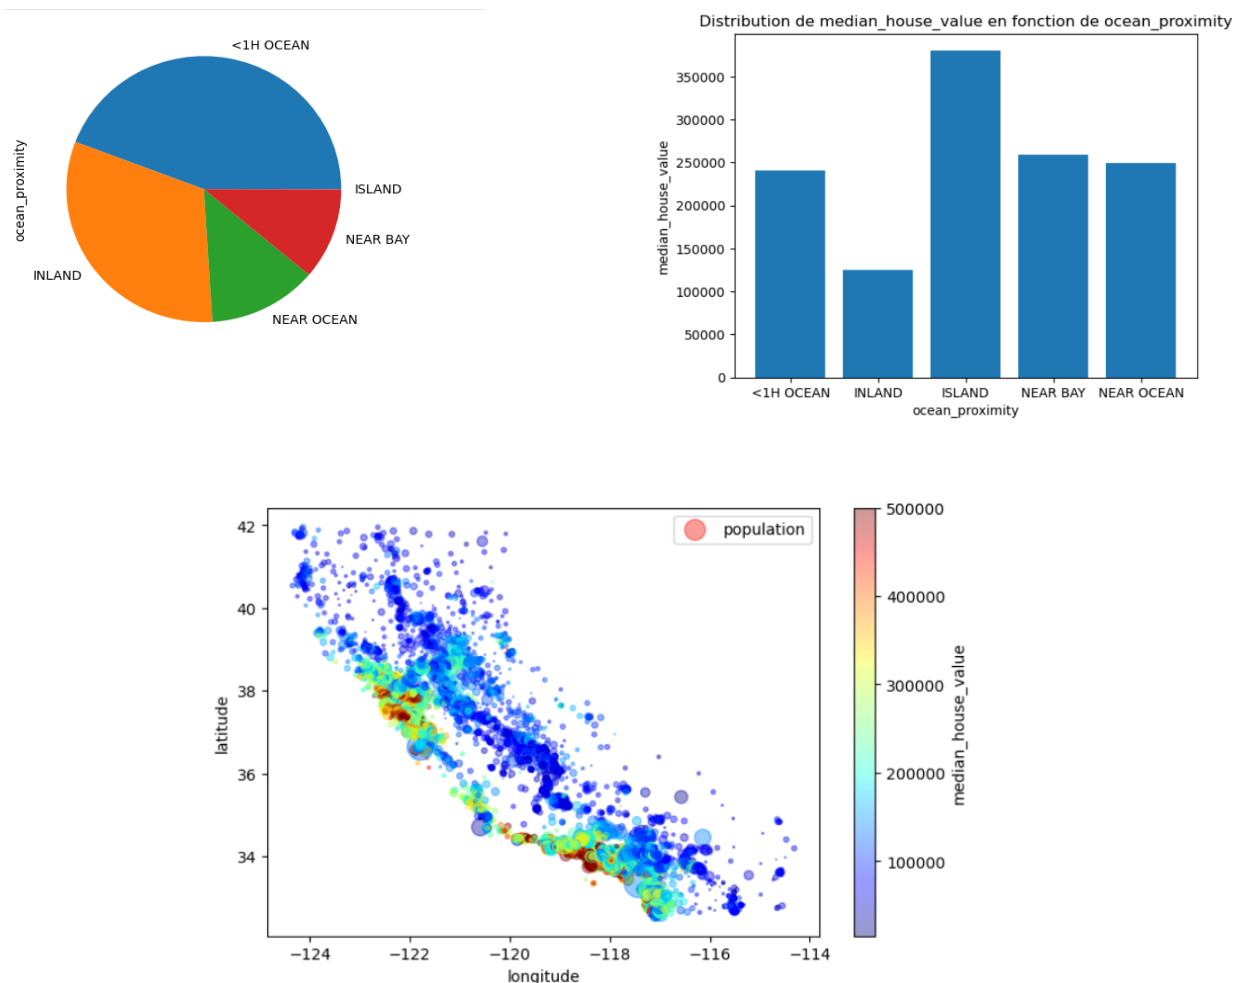 <1H OCEAN
ocean_proximity
ISLAND
NEAR BAY
INLAND
NEAR OCEAN
Distribution de median_house_value en fonction de ocean_proximity
median_house_value
350000
300000
250000
200000
150000
100000
50000
0
<1H OCEAN INLAND ISLAND NEAR BAY NEAR OCEAN
ocean_proximity
population
latitude
42
40
38
36
34
−124 −122 −120 −118 −116 −114
longitude
500000
400000
300000
200000
100000
median_house_value